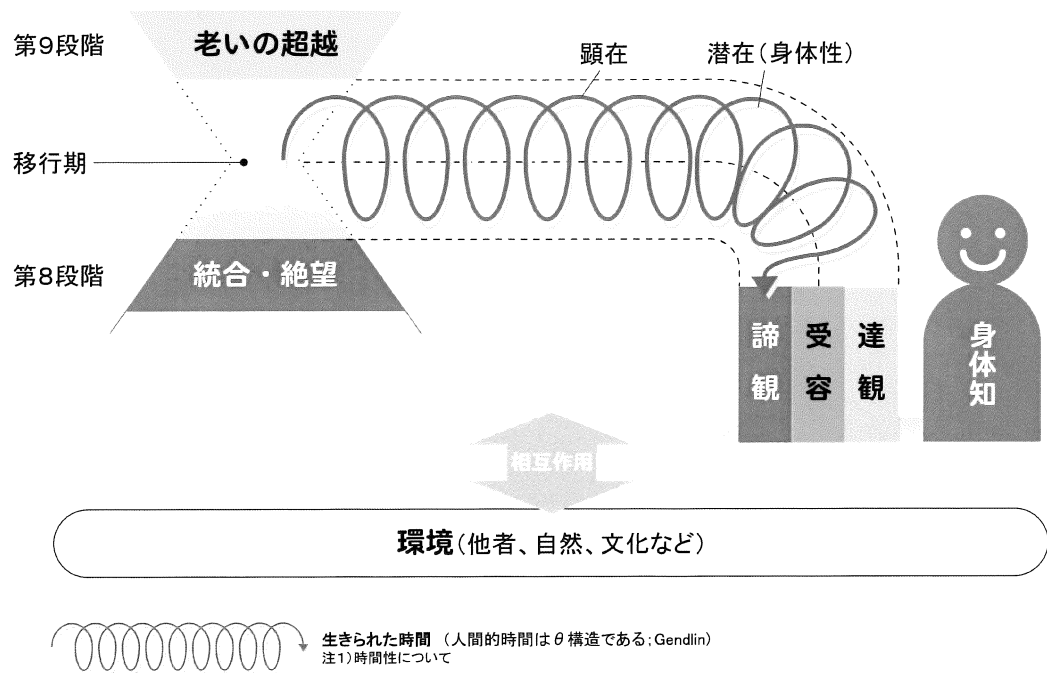 第9段階
老いの超越
顕在
潜在(身体性)
移行期
第8段階
統合・絶望
諦観
受容
達観
身体知
相互作用
環境(他者、自然、文化など)
生きられた時間 (人間的時間はθ構造である;Gendlin)
注1)時間性について